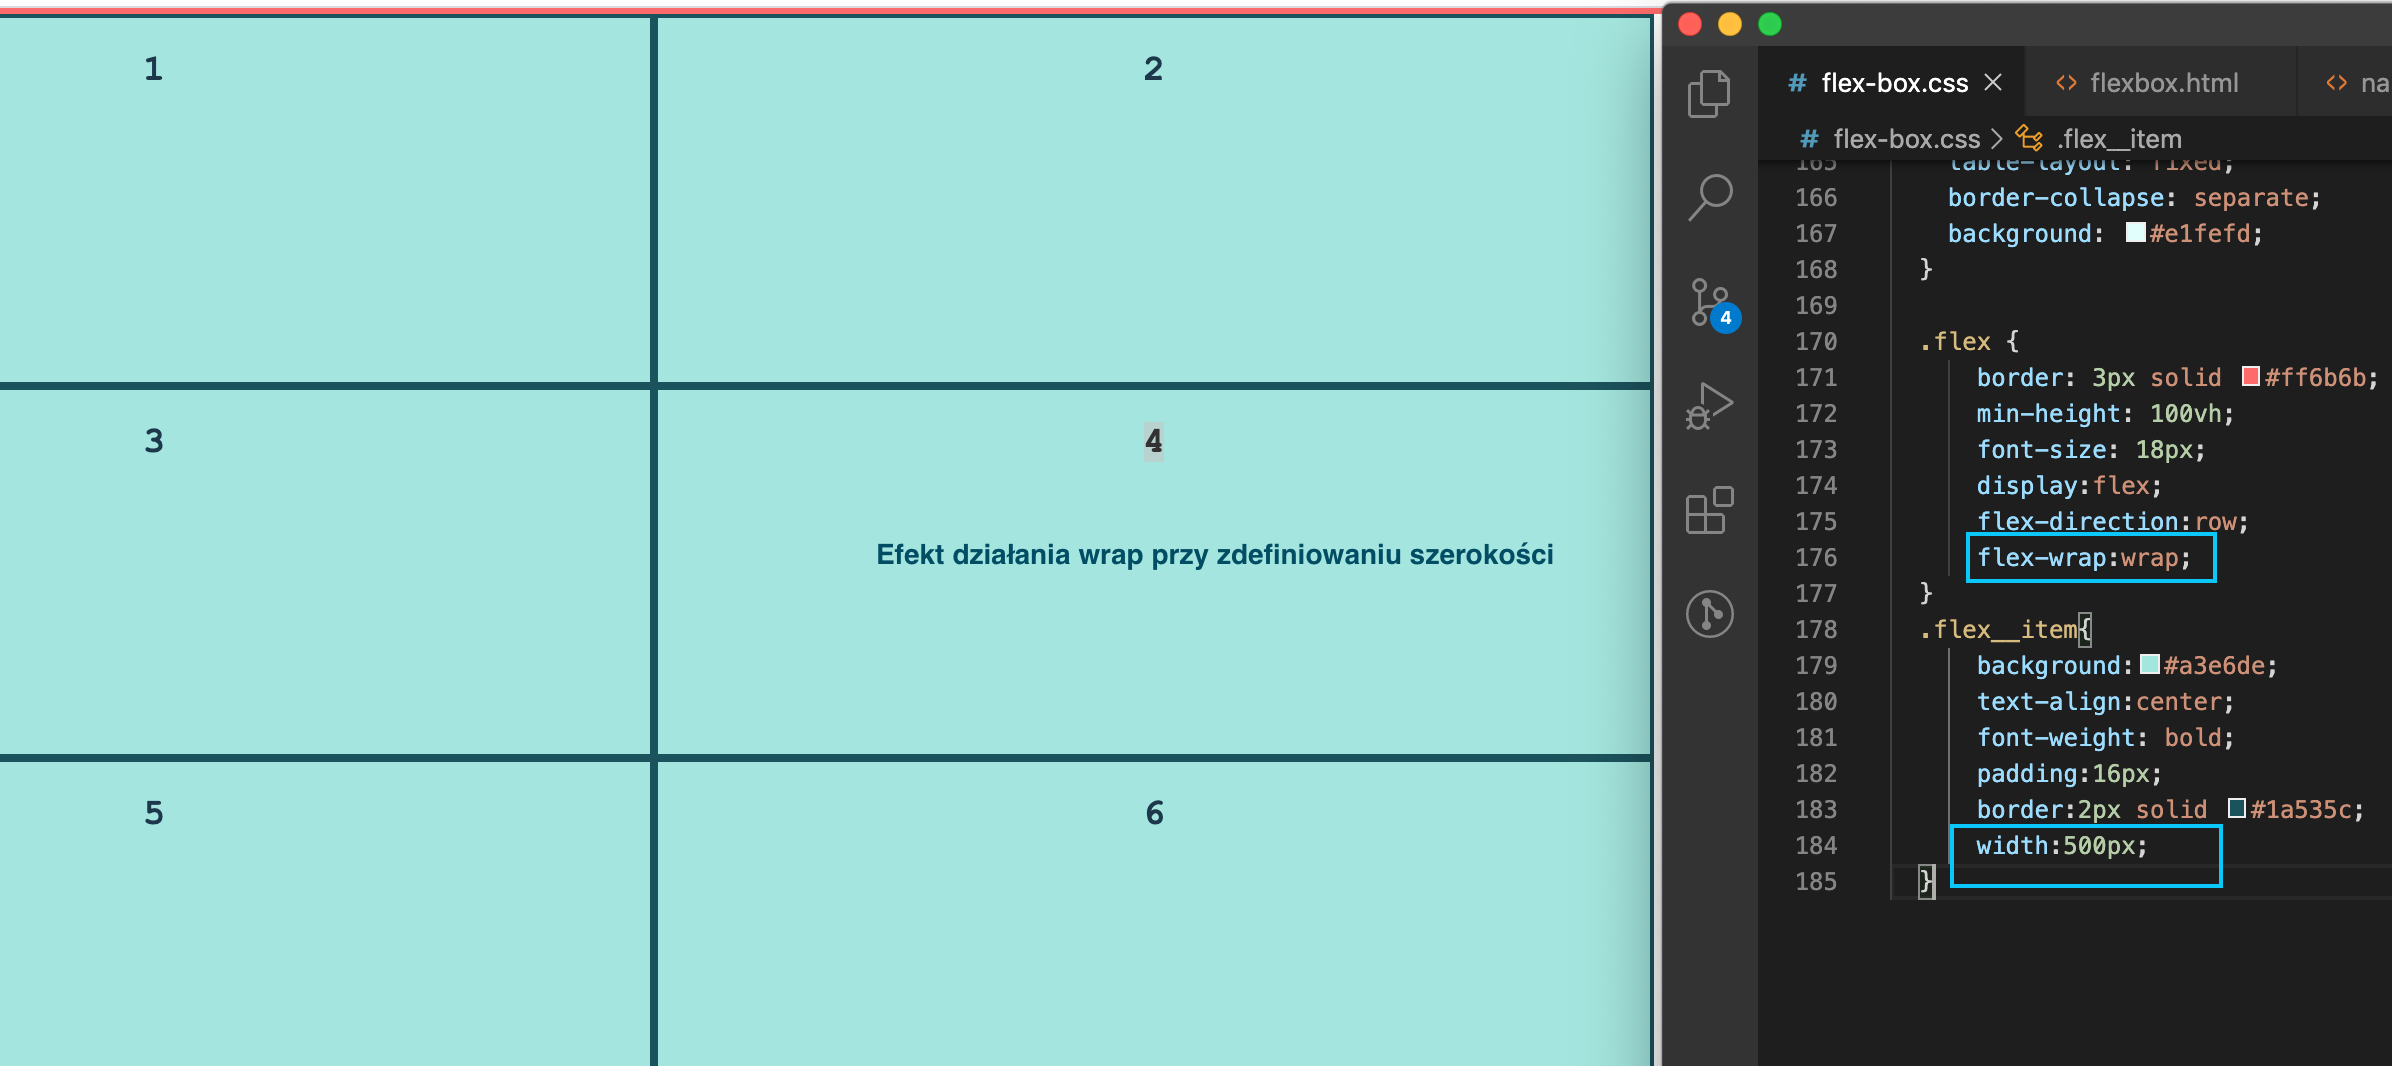 1
2
3
4
Efekt działania wrap przy zdefiniowaniu szerokości
5
6
# flex-box.css
<> flexbox.html
<> na
# flex-box.css > .flex__item
4
165 table-layout: fixed;
166 border-collapse: separate;
167 background: #e1fefd;
168 }
169
170 .flex {
171 border: 3px solid #ff6b6b;
172 min-height: 100vh;
173 font-size: 18px;
174 display:flex;
175 flex-direction:row;
176 flex-wrap:wrap;
177 }
178 .flex__item{
179 background:#a3e6de;
180 text-align:center;
181 font-weight: bold;
182 padding:16px;
183 border:2px solid #1a535c;
184 width:500px;
185 }